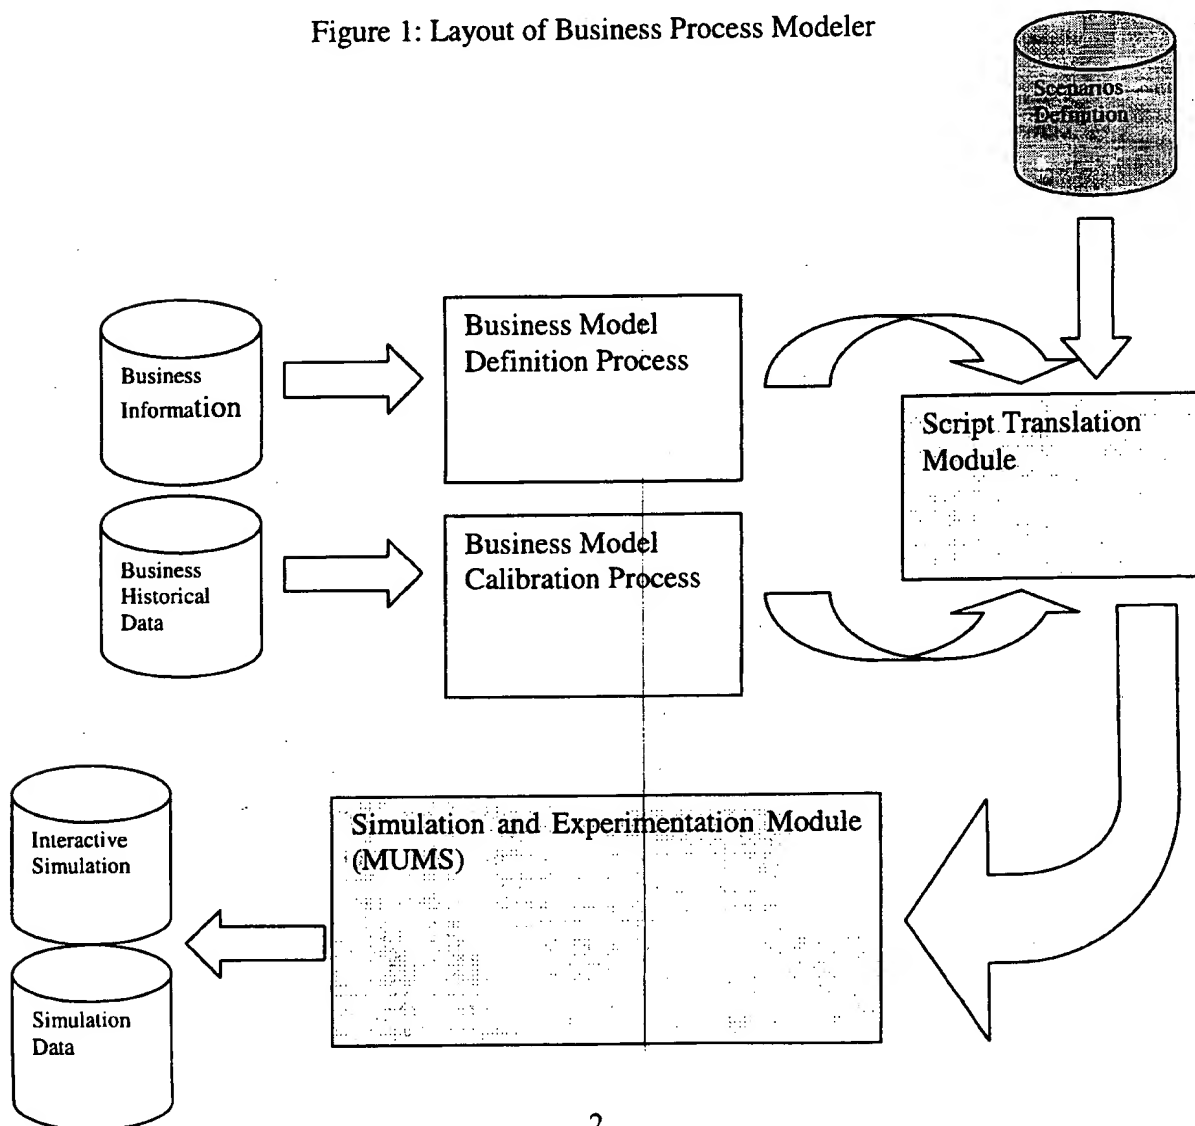 Figure 1: Layout of Business Process Modeler
Scenarios
Definition
Business
Information
Business Model
Definition Process
Script Translation
Module
Business
Historical
Data
Business Model
Calibration Process
Interactive
Simulation
Simulation and Experimentation Module
(MUMS)
Simulation
Data
2